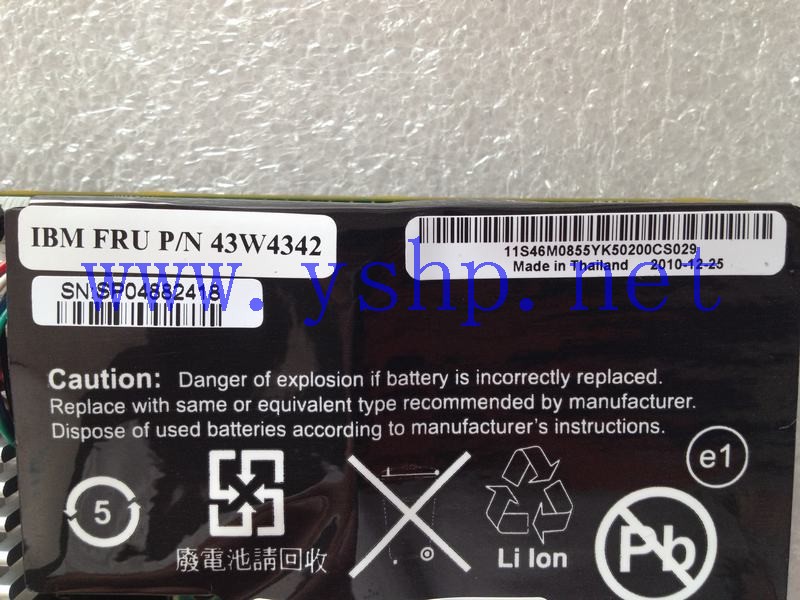 IBM FRU P/N 43W4342
11S46M0855YK50200CS029
Made in Thailand 2010-12-25
SN:SP04882418
www.yshp.net
Caution: Danger of explosion if battery is incorrectly replaced.
Replace with same or equivalent type recommended by manufacturer.
Dispose of used batteries according to manufacturer's instructions.
e1
5
Pb
廢電池請回收
Li Ion